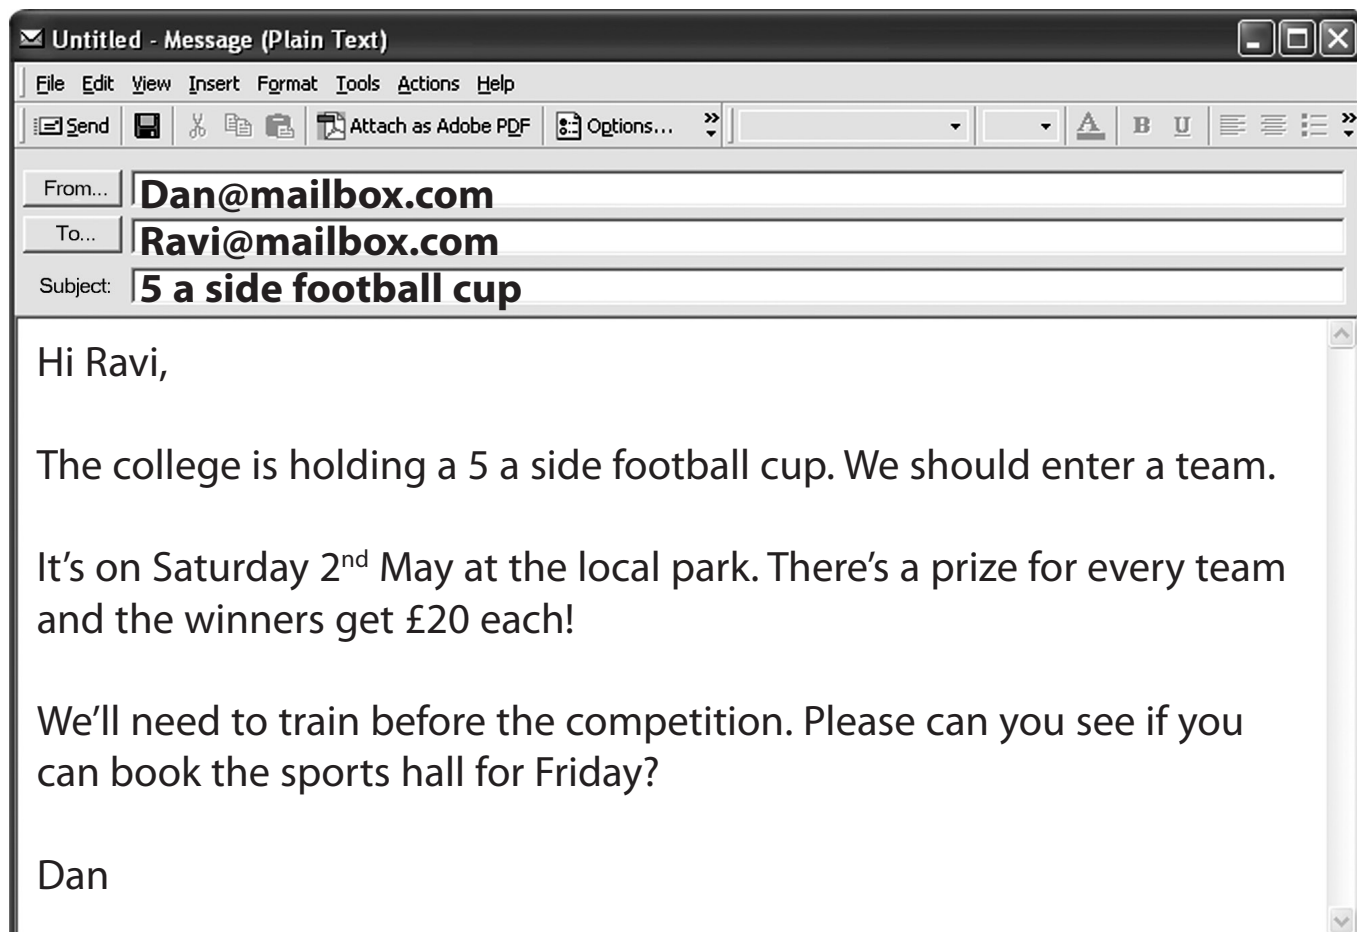 Untitled - Message (Plain Text)
File Edit View Insert Format Tools Actions Help
Send Attach as Adobe PDF Options... A B U
From... Dan@mailbox.com
To... Ravi@mailbox.com
Subject: 5 a side football cup
Hi Ravi,
The college is holding a 5 a side football cup. We should enter a team.
It’s on Saturday 2nd May at the local park. There’s a prize for every team
and the winners get £20 each!
We’ll need to train before the competition. Please can you see if you
can book the sports hall for Friday?
Dan